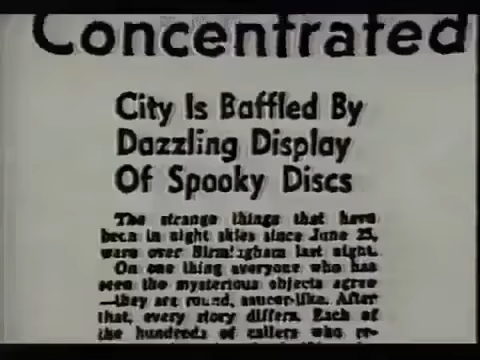 Concentrated
City Is Baffled By
Dazzling Display
Of Spooky Discs
The strange things that have
been in night skies since June 25,
were over Birmingham last night.
On one thing everyone who has
seen the mysterious objects agree
—they are round, saucer-like. After
that, every story differs. Each of
the hundreds of callers who re-